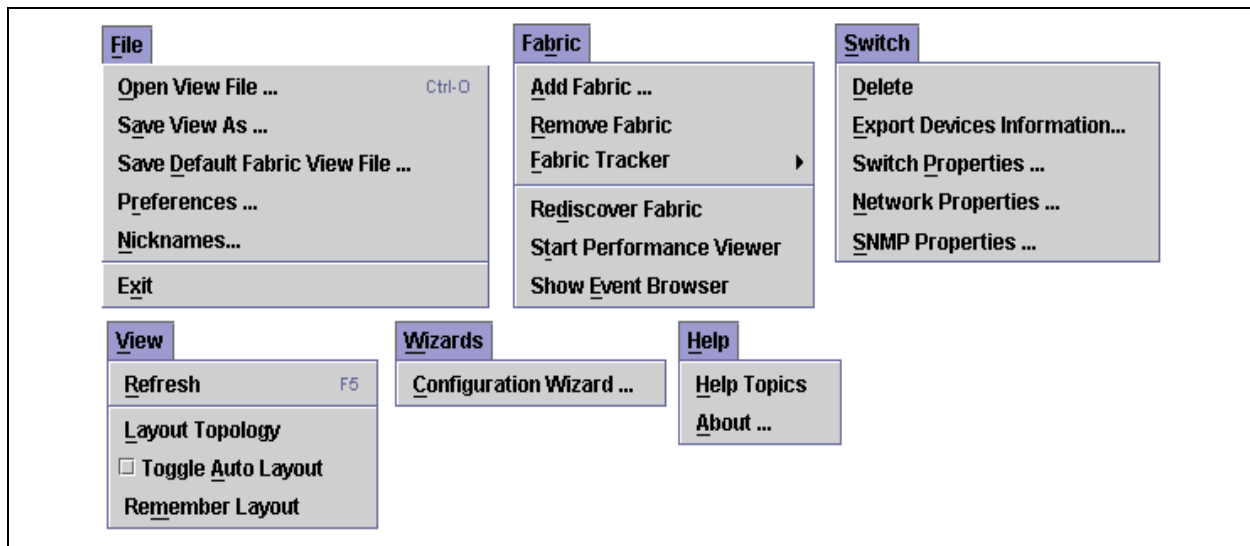 File
Open View File ... Ctrl-O
Save View As ...
Save Default Fabric View File ...
Preferences ...
Nicknames...
Exit
Fabric
Add Fabric ...
Remove Fabric
Fabric Tracker
Rediscover Fabric
Start Performance Viewer
Show Event Browser
Switch
Delete
Export Devices Information...
Switch Properties ...
Network Properties ...
SNMP Properties ...
View
Refresh F5
Layout Topology
Toggle Auto Layout
Remember Layout
Wizards
Configuration Wizard ...
Help
Help Topics
About ...